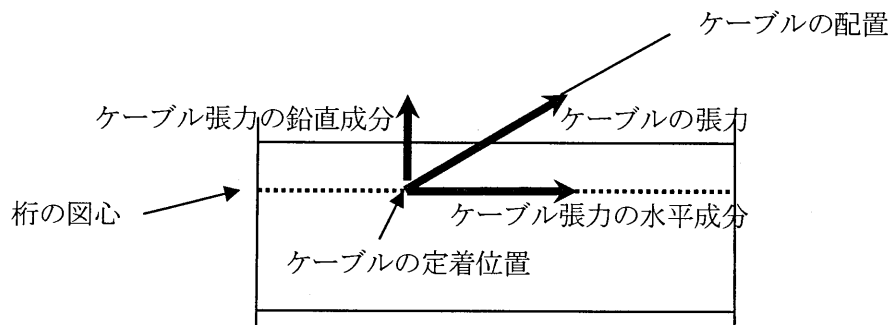 ケーブルの配置
ケーブル張力の鉛直成分
ケーブルの張力
桁の図心
ケーブル張力の水平成分
ケーブルの定着位置